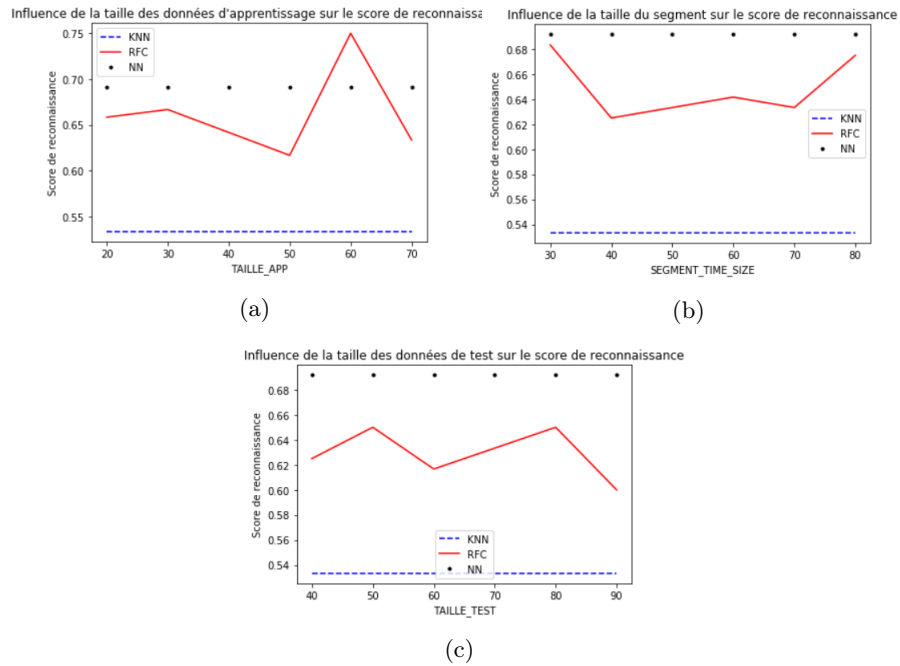 Influence de la taille des données d'apprentissage sur le score de reconnaissa
0.75
0.70
0.65
0.60
0.55
Score de reconnaissance
KNN
RFC
NN
20 30 40 50 60 70
TAILLE_APP
(a)
Influence de la taille du segment sur le score de reconnaissance
0.68
0.66
0.64
0.62
0.60
0.58
0.56
0.54
Score de reconnaissance
KNN
RFC
NN
30 40 50 60 70 80
SEGMENT_TIME_SIZE
(b)
Influence de la taille des données de test sur le score de reconnaissance
0.68
0.66
0.64
0.62
0.60
0.58
0.56
0.54
Score de reconnaissance
KNN
RFC
NN
40 50 60 70 80 90
TAILLE_TEST
(c)